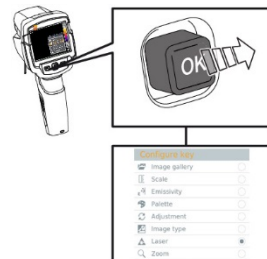 OK
Configure key
Image gallery
Scale
Emissivity
Palette
Adjustment
Image type
Laser
Zoom